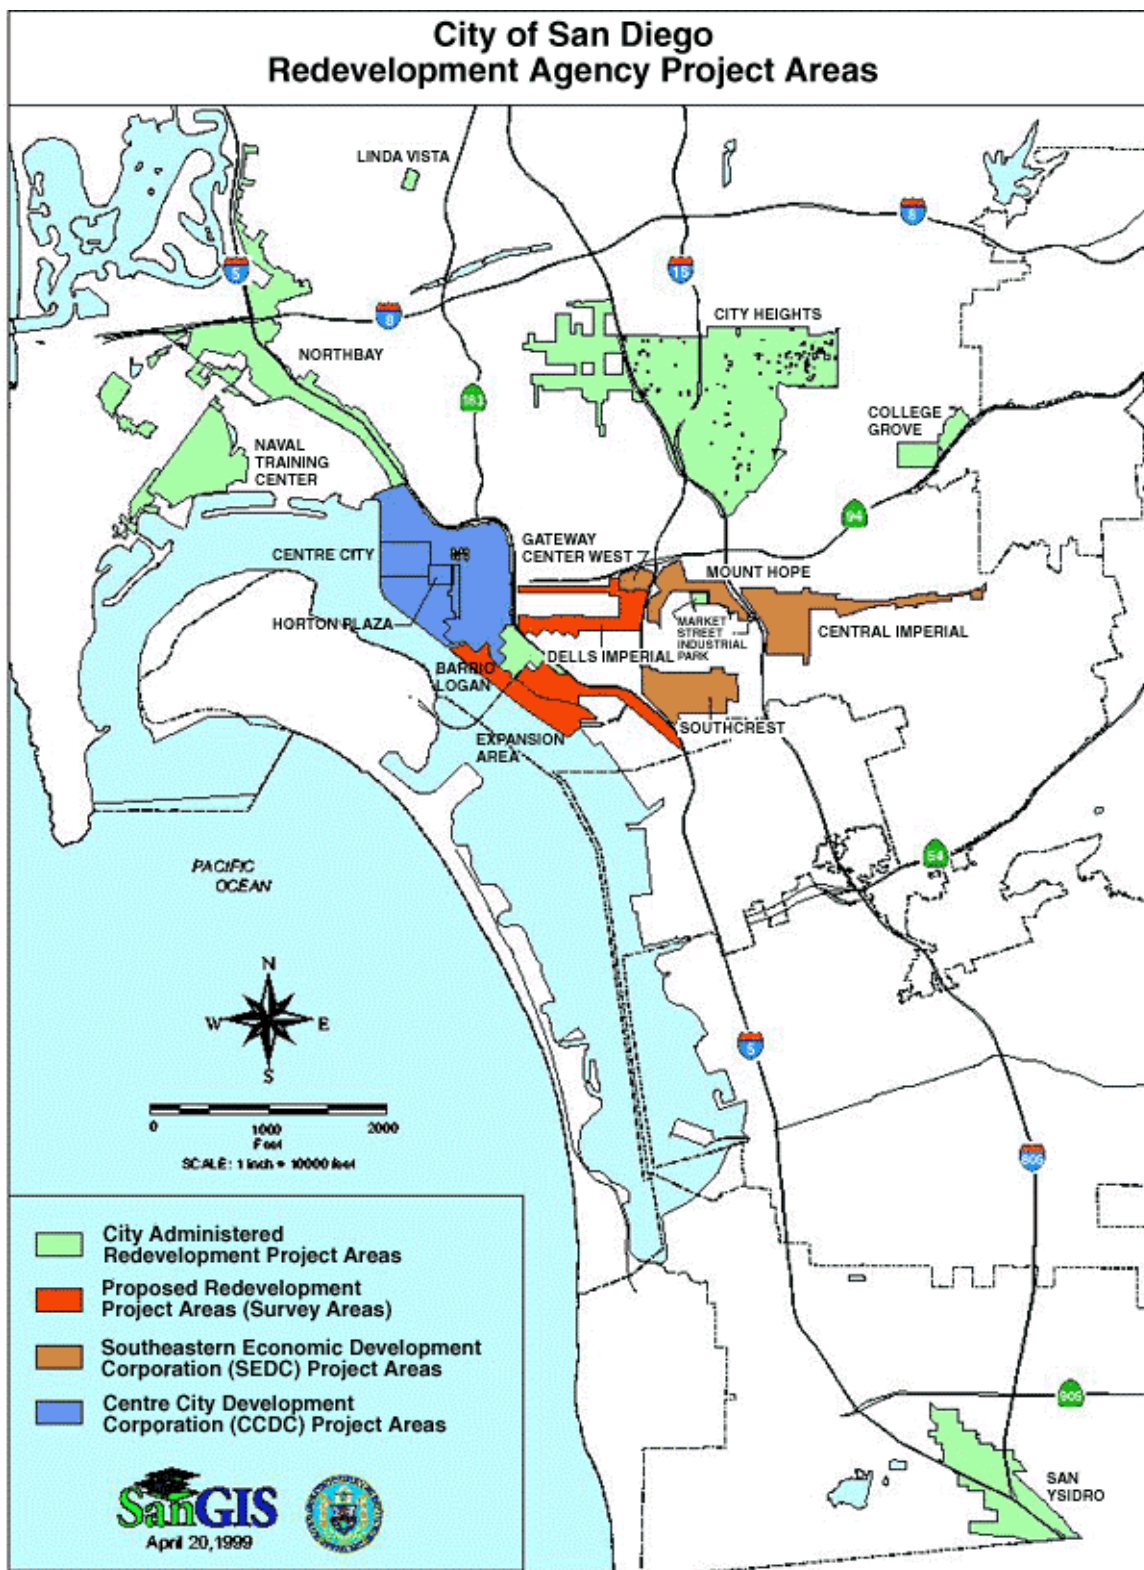 City of San Diego
Redevelopment Agency Project Areas
LINDA VISTA
8
5
15
8
CITY HEIGHTS
NORTHBAY
163
COLLEGE
GROVE
NAVAL
TRAINING
CENTER
94
GATEWAY
CENTER WEST
CENTRE CITY
MOUNT HOPE
HORTON PLAZA
MARKET
STREET
INDUSTRIAL
PARK
CENTRAL IMPERIAL
DELLS IMPERIAL
BARRIO
LOGAN
SOUTHCREST
EXPANSION
AREA
PACIFIC
OCEAN
54
N
W E
S
5
0 1000 2000
Feet
SCALE: 1 inch = 10000 feet
805
City Administered
Redevelopment Project Areas
Proposed Redevelopment
Project Areas (Survey Areas)
Southeastern Economic Development
Corporation (SEDC) Project Areas
Centre City Development
Corporation (CCDC) Project Areas
905
SAN
YSIDRO
SanGIS
April 20,1999